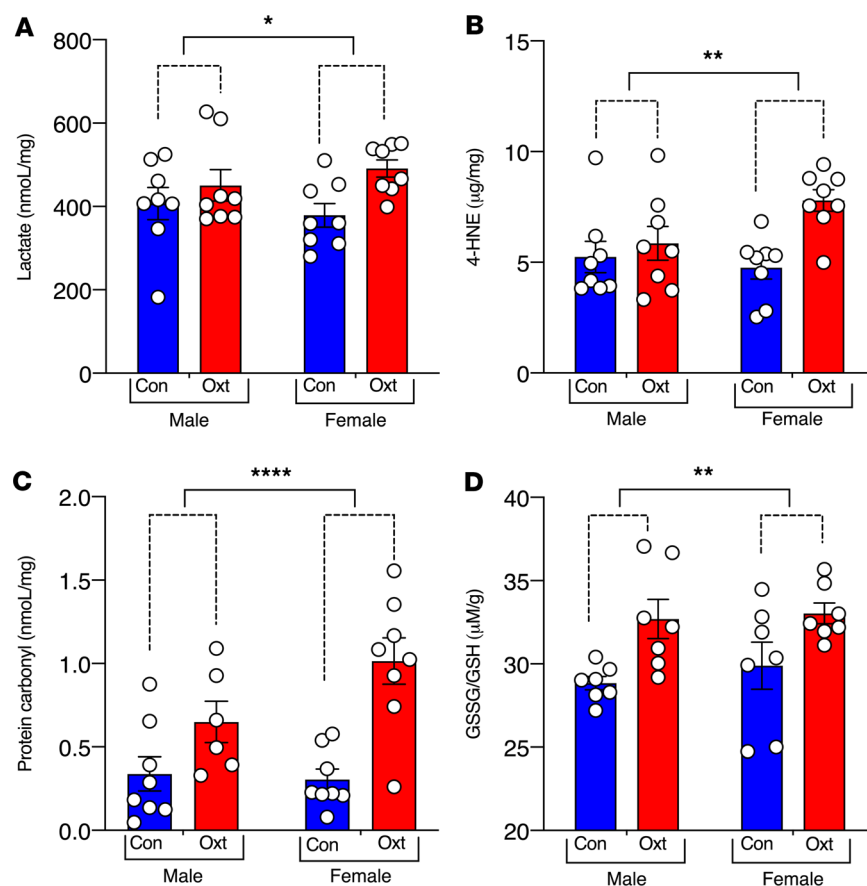 A
*
800
600
400
200
0
Lactate (nmoL/mg)
Con Oxt Con Oxt
Male Female
B
**
15
10
5
0
4-HNE (µg/mg)
Con Oxt Con Oxt
Male Female
C
****
2.0
1.5
1.0
0.5
0.0
Protein carbonyl (nmoL/mg)
Con Oxt Con Oxt
Male Female
D
**
40
35
30
25
20
GSSG/GSH (µM/g)
Con Oxt Con Oxt
Male Female